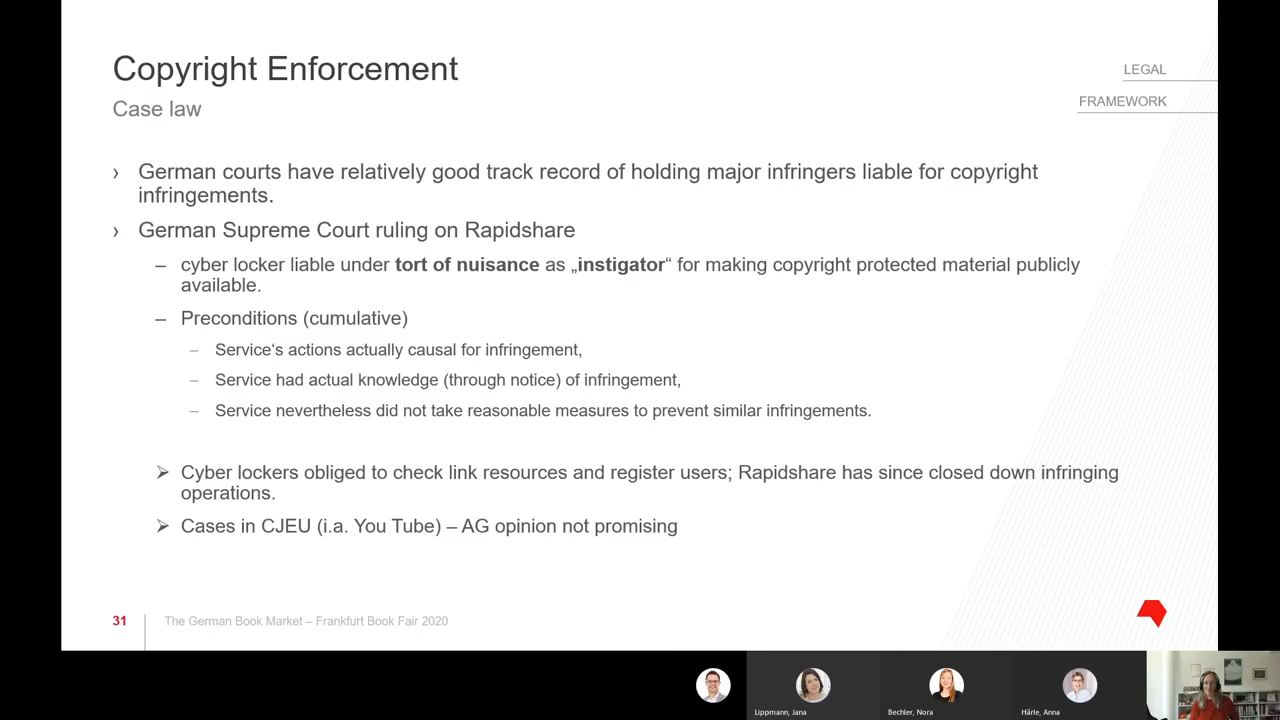 Copyright Enforcement
Case law
LEGAL
FRAMEWORK
› German courts have relatively good track record of holding major infringers liable for copyright
infringements.
› German Supreme Court ruling on Rapidshare
– cyber locker liable under tort of nuisance as „instigator“ for making copyright protected material publicly
available.
– Preconditions (cumulative)
– Service‘s actions actually causal for infringement,
– Service had actual knowledge (through notice) of infringement,
– Service nevertheless did not take reasonable measures to prevent similar infringements.
➢ Cyber lockers obliged to check link resources and register users; Rapidshare has since closed down infringing
operations.
➢ Cases in CJEU (i.a. You Tube) – AG opinion not promising
31
The German Book Market – Frankfurt Book Fair 2020
Lippmann, Jana
Bechler, Nora
Härle, Anna